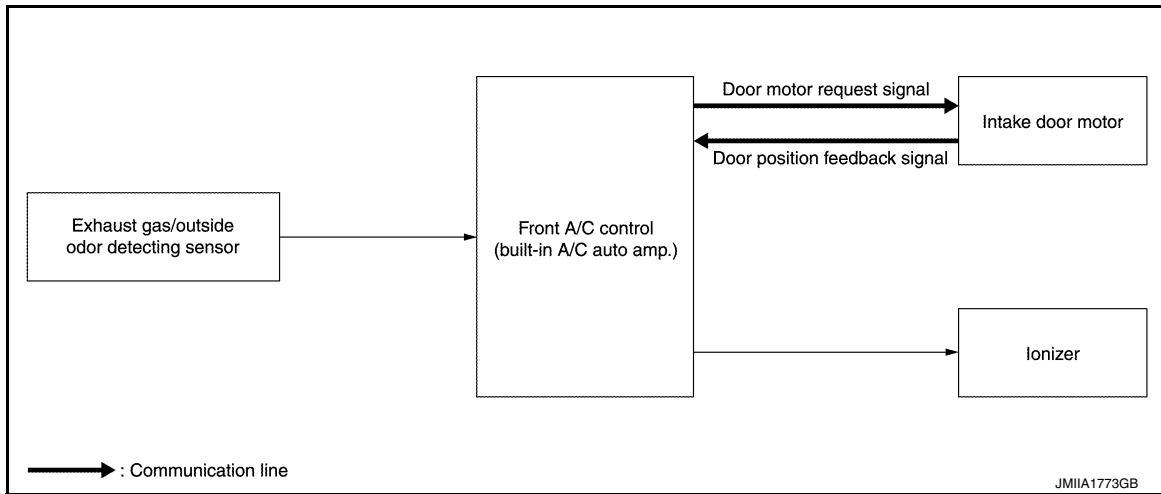 Door motor request signal
Intake door motor
Door position feedback signal
Exhaust gas/outside
odor detecting sensor
Front A/C control
(built-in A/C auto amp.)
Ionizer
: Communication line
JMIIA1773GB